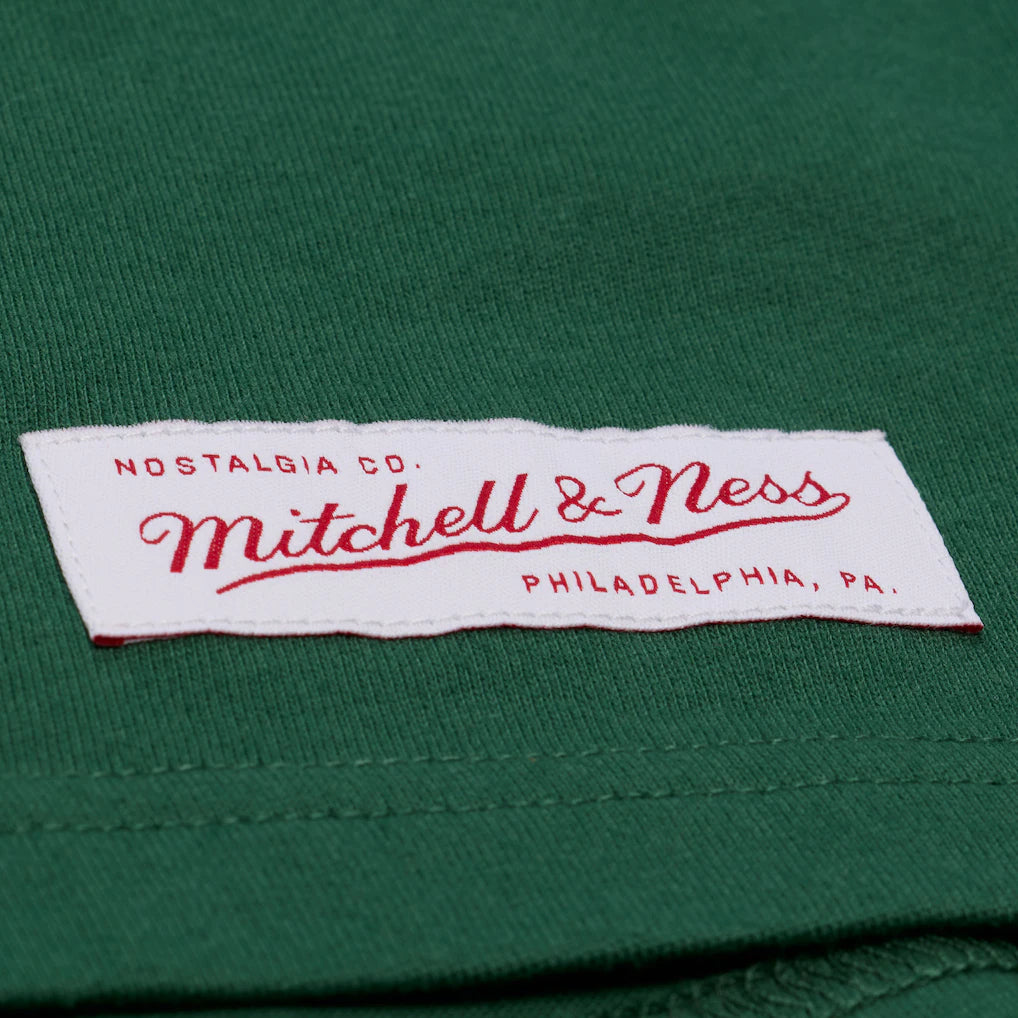 NOSTALGIA CO.
Mitchell & Ness
PHILADELPHIA, PA.